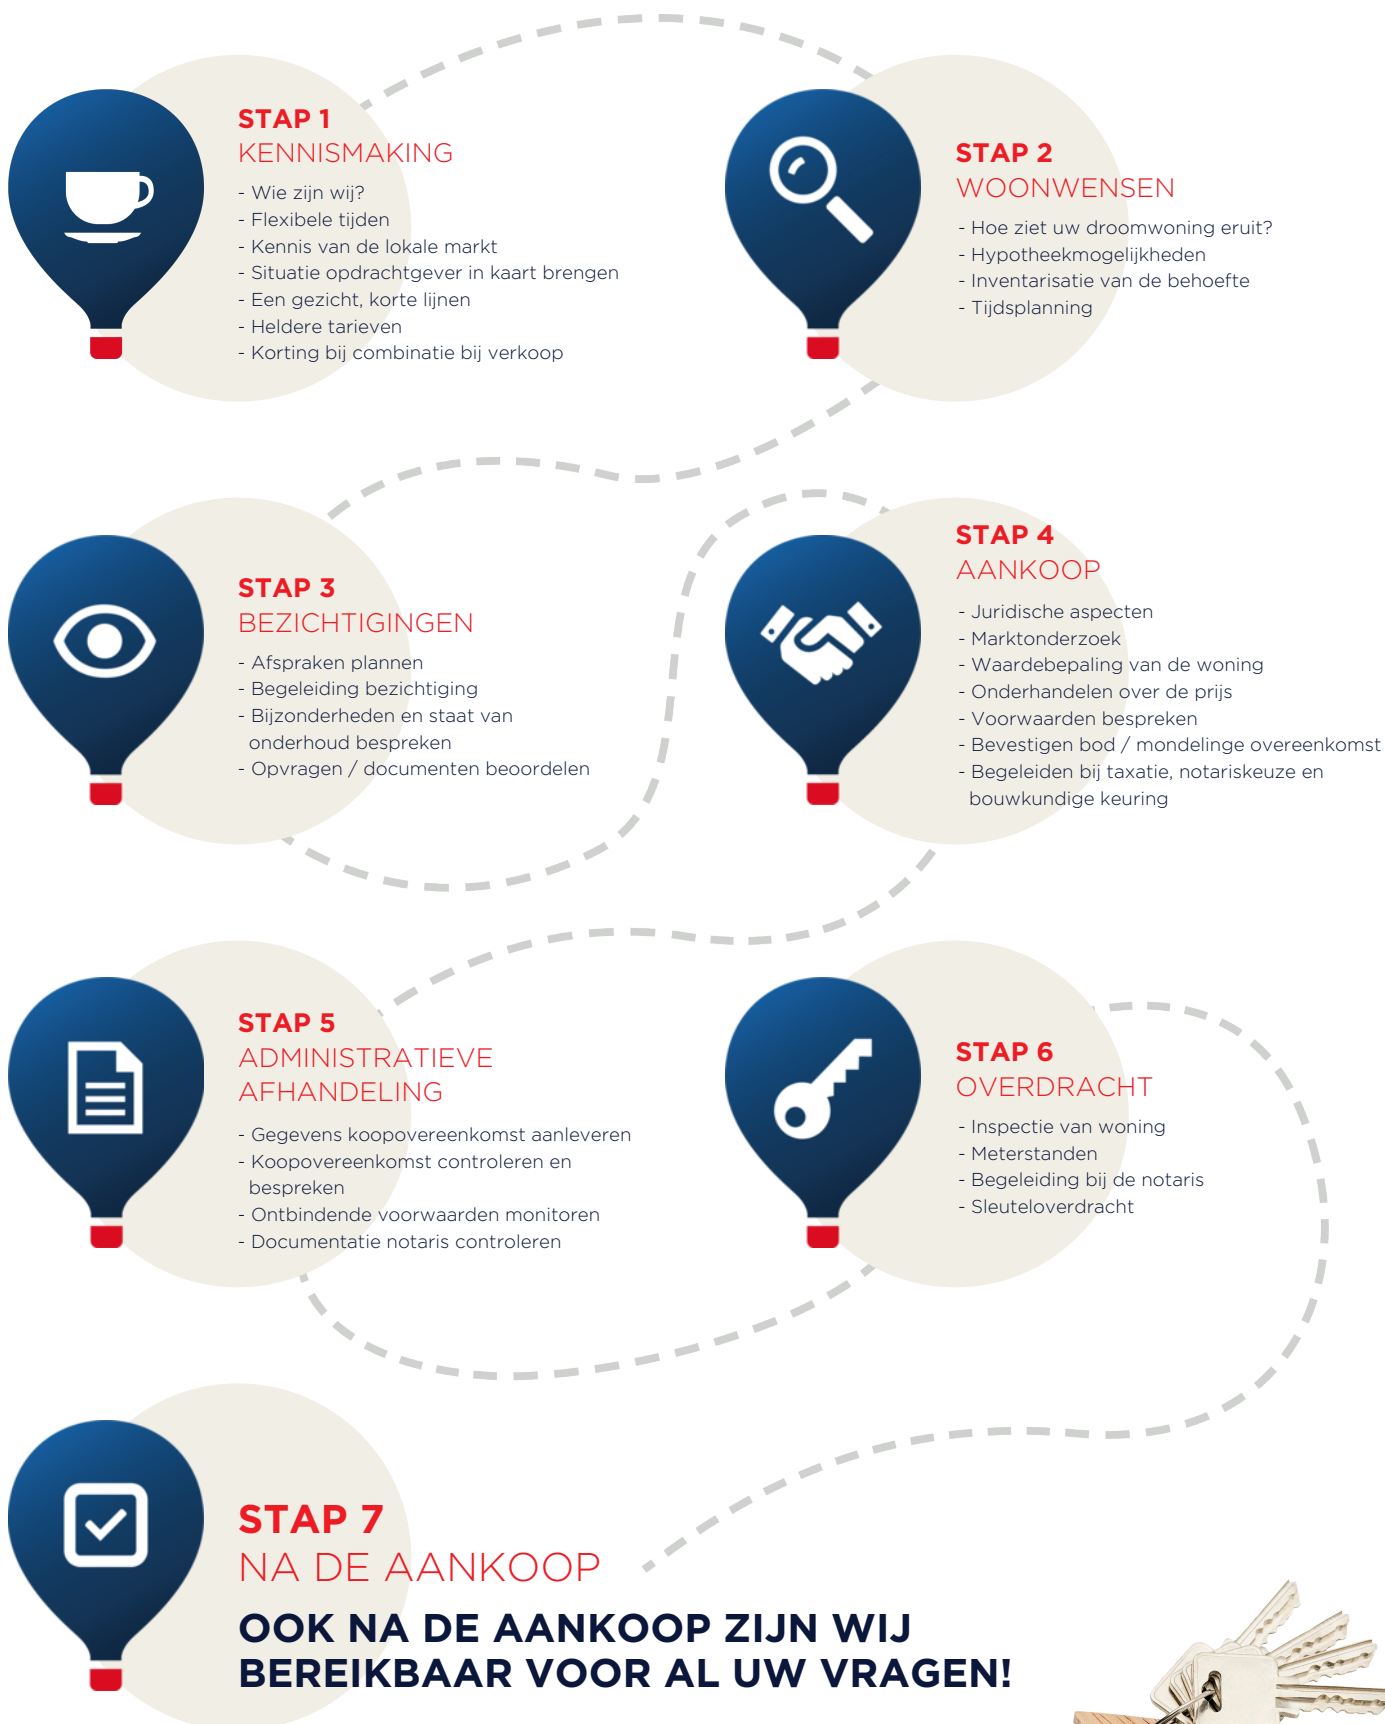 STAP 1
KENNISMAKING
- Wie zijn wij?
- Flexibele tijden
- Kennis van de lokale markt
- Situatie opdrachtgever in kaart brengen
- Een gezicht, korte lijnen
- Heldere tarieven
- Korting bij combinatie bij verkoop
STAP 2
WOONWENSEN
- Hoe ziet uw droomwoning eruit?
- Hypotheekmogelijkheden
- Inventarisatie van de behoefte
- Tijdsplanning
STAP 3
BEZICHTIGINGEN
- Afspraken plannen
- Begeleiding bezichtiging
- Bijzonderheden en staat van
onderhoud bespreken
- Opvragen / documenten beoordelen
STAP 4
AANKOOP
- Juridische aspecten
- Marktonderzoek
- Waardebepaling van de woning
- Onderhandelen over de prijs
- Voorwaarden bespreken
- Bevestigen bod / mondelinge overeenkomst
- Begeleiden bij taxatie, notariskeuze en
bouwkundige keuring
STAP 5
ADMINISTRATIEVE
AFHANDELING
- Gegevens koopovereenkomst aanleveren
- Koopovereenkomst controleren en
bespreken
- Ontbindende voorwaarden monitoren
- Documentatie notaris controleren
STAP 6
OVERDRACHT
- Inspectie van woning
- Meterstanden
- Begeleiding bij de notaris
- Sleuteloverdracht
STAP 7
NA DE AANKOOP
OOK NA DE AANKOOP ZIJN WIJ
BEREIKBAAR VOOR AL UW VRAGEN!